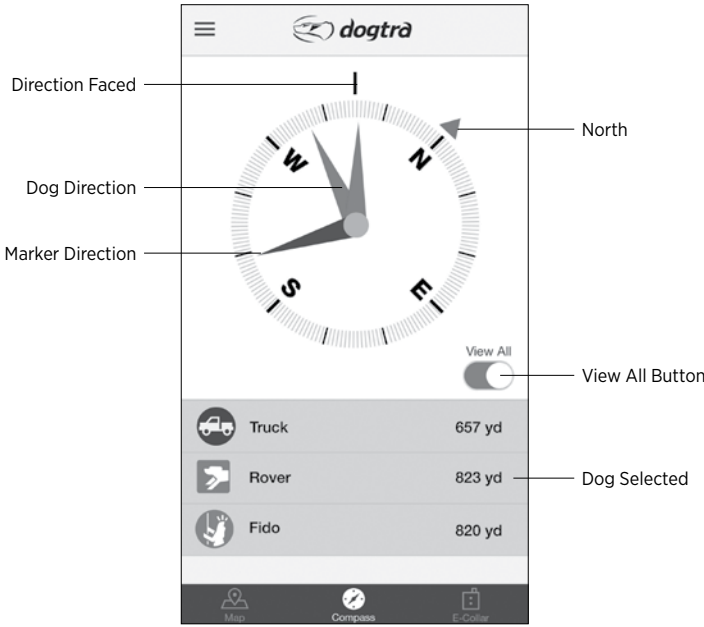 dogtra
Direction Faced
North
W
N
Dog Direction
Marker Direction
S
E
View All
View All Button
Truck 657 yd
Rover 823 yd
Dog Selected
Fido 820 yd
Map
Compass
E-Collar